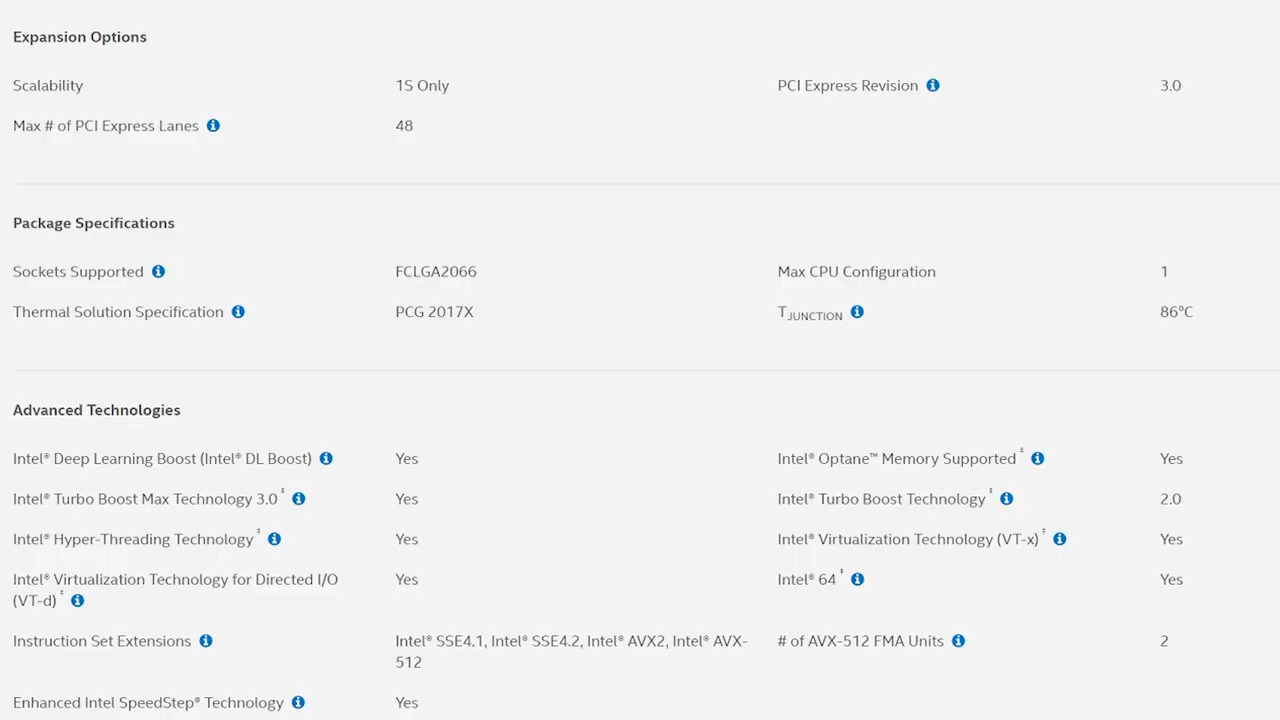 Expansion Options
Scalability 1S Only PCI Express Revision 3.0
Max # of PCI Express Lanes 48
Package Specifications
Sockets Supported FCLGA2066 Max CPU Configuration 1
Thermal Solution Specification PCG 2017X TJUNCTION 86°C
Advanced Technologies
Intel® Deep Learning Boost (Intel® DL Boost) Yes Intel® Optane™ Memory Supported ‡ Yes
Intel® Turbo Boost Max Technology 3.0 ‡ Yes Intel® Turbo Boost Technology ‡ 2.0
Intel® Hyper-Threading Technology ‡ Yes Intel® Virtualization Technology (VT-x) ‡ Yes
Intel® Virtualization Technology for Directed I/O Yes Intel® 64 ‡ Yes
(VT-d) ‡
Instruction Set Extensions Intel® SSE4.1, Intel® SSE4.2, Intel® AVX2, Intel® AVX- # of AVX-512 FMA Units 2
512
Enhanced Intel SpeedStep® Technology Yes